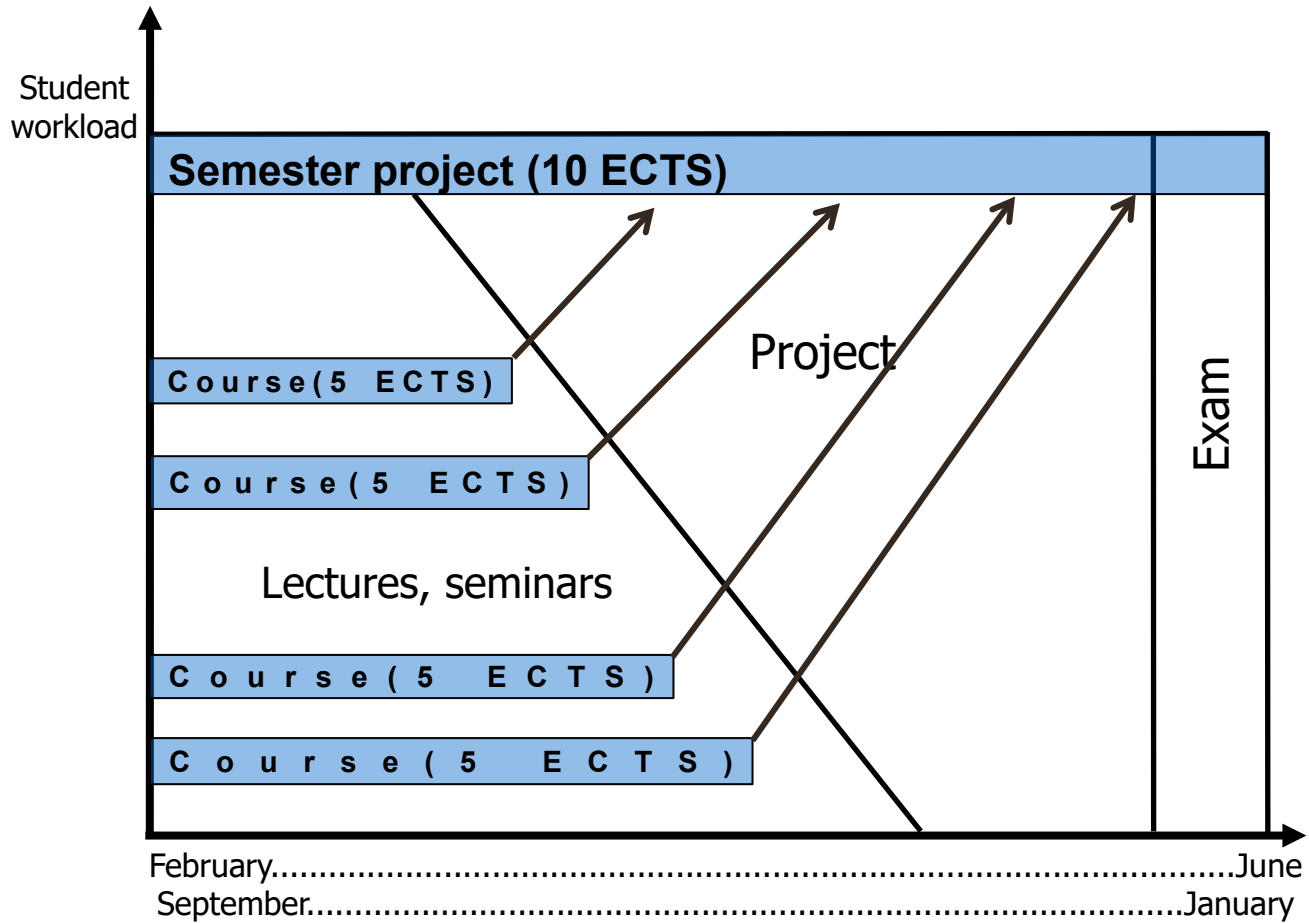 Student
workload
Semester project (10 ECTS)
Project
Course(5 ECTS)
Exam
Course(5 ECTS)
Lectures, seminars
Course(5 ECTS)
Course(5 ECTS)
February..........................................................................................June
September..................................................................................January